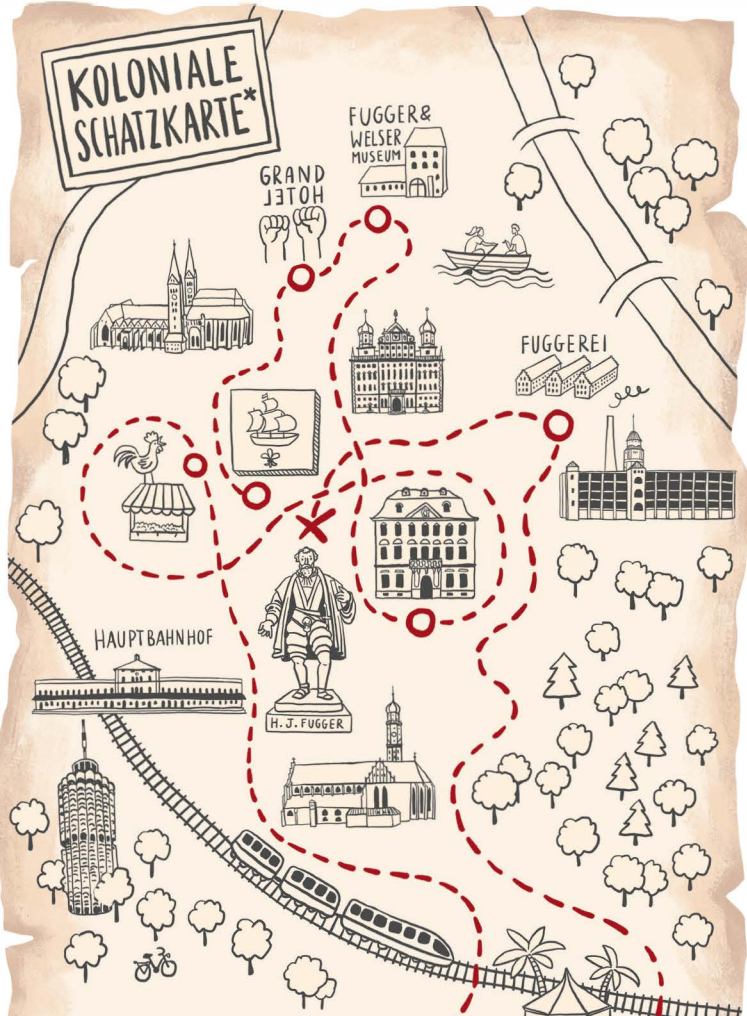 KOLONIALE
SCHATZKARTE*
FUGGER&
WELSER
MUSEUM
GRAND
HOTEL
FUGGEREI
HAUPTBAHNHOF
H. J. FUGGER